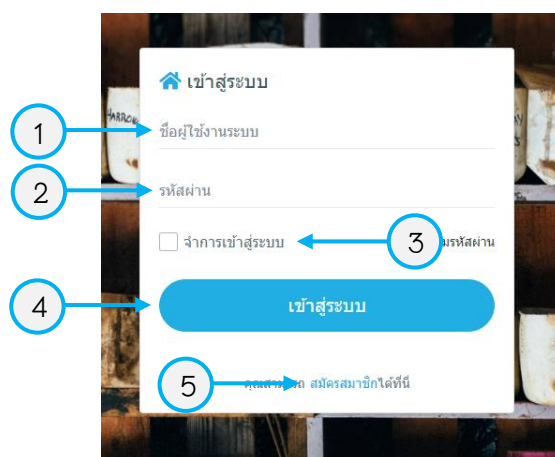 เข้าสู่ระบบ
1 ชื่อผู้ใช้งานระบบ
2 รหัสผ่าน
จำการเข้าสู่ระบบ 3 มรหัสผ่าน
4 เข้าสู่ระบบ
5 สมัครสมาชิกได้ที่นี่